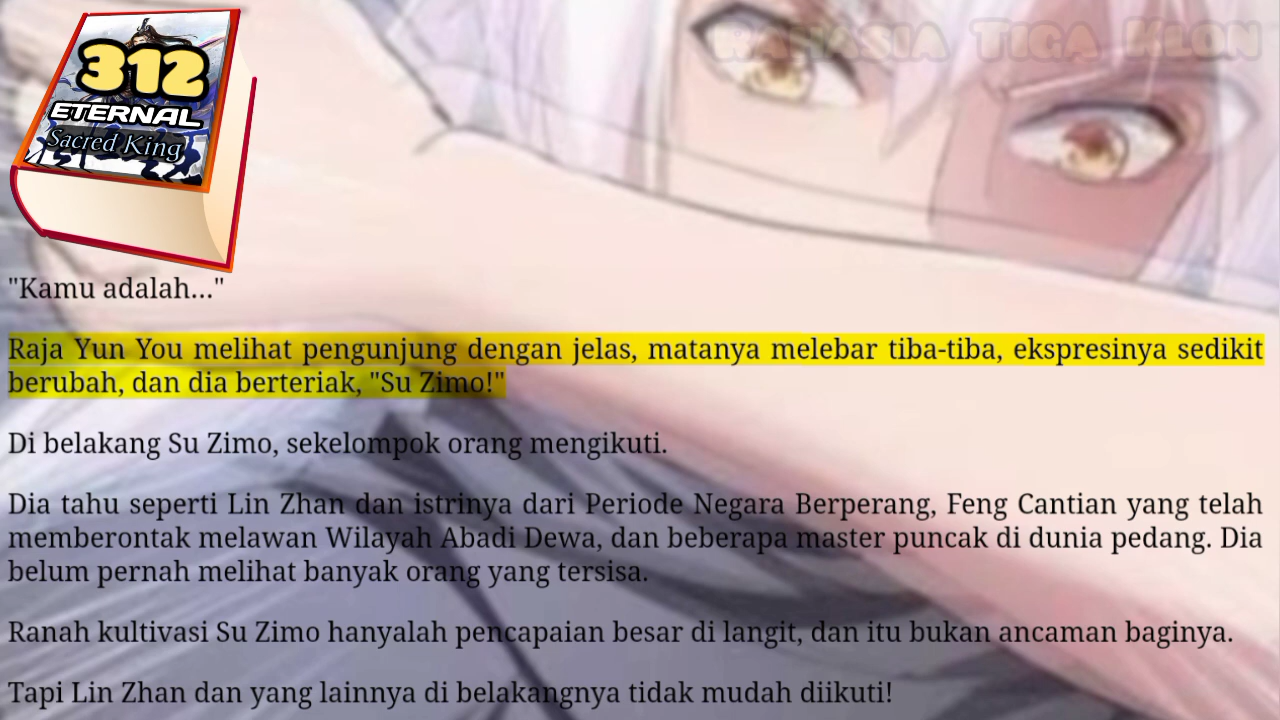 RAHASIA TIGA KLON
312
ETERNAL
Sacred King
"Kamu adalah..."
Raja Yun You melihat pengunjung dengan jelas, matanya melebar tiba-tiba, ekspresinya sedikit
berubah, dan dia berteriak, "Su Zimo!"
Di belakang Su Zimo, sekelompok orang mengikuti.
Dia tahu seperti Lin Zhan dan istrinya dari Periode Negara Berperang, Feng Cantian yang telah
memberontak melawan Wilayah Abadi Dewa, dan beberapa master puncak di dunia pedang. Dia
belum pernah melihat banyak orang yang tersisa.
Ranah kultivasi Su Zimo hanyalah pencapaian besar di langit, dan itu bukan ancaman baginya.
Tapi Lin Zhan dan yang lainnya di belakangnya tidak mudah diikuti!